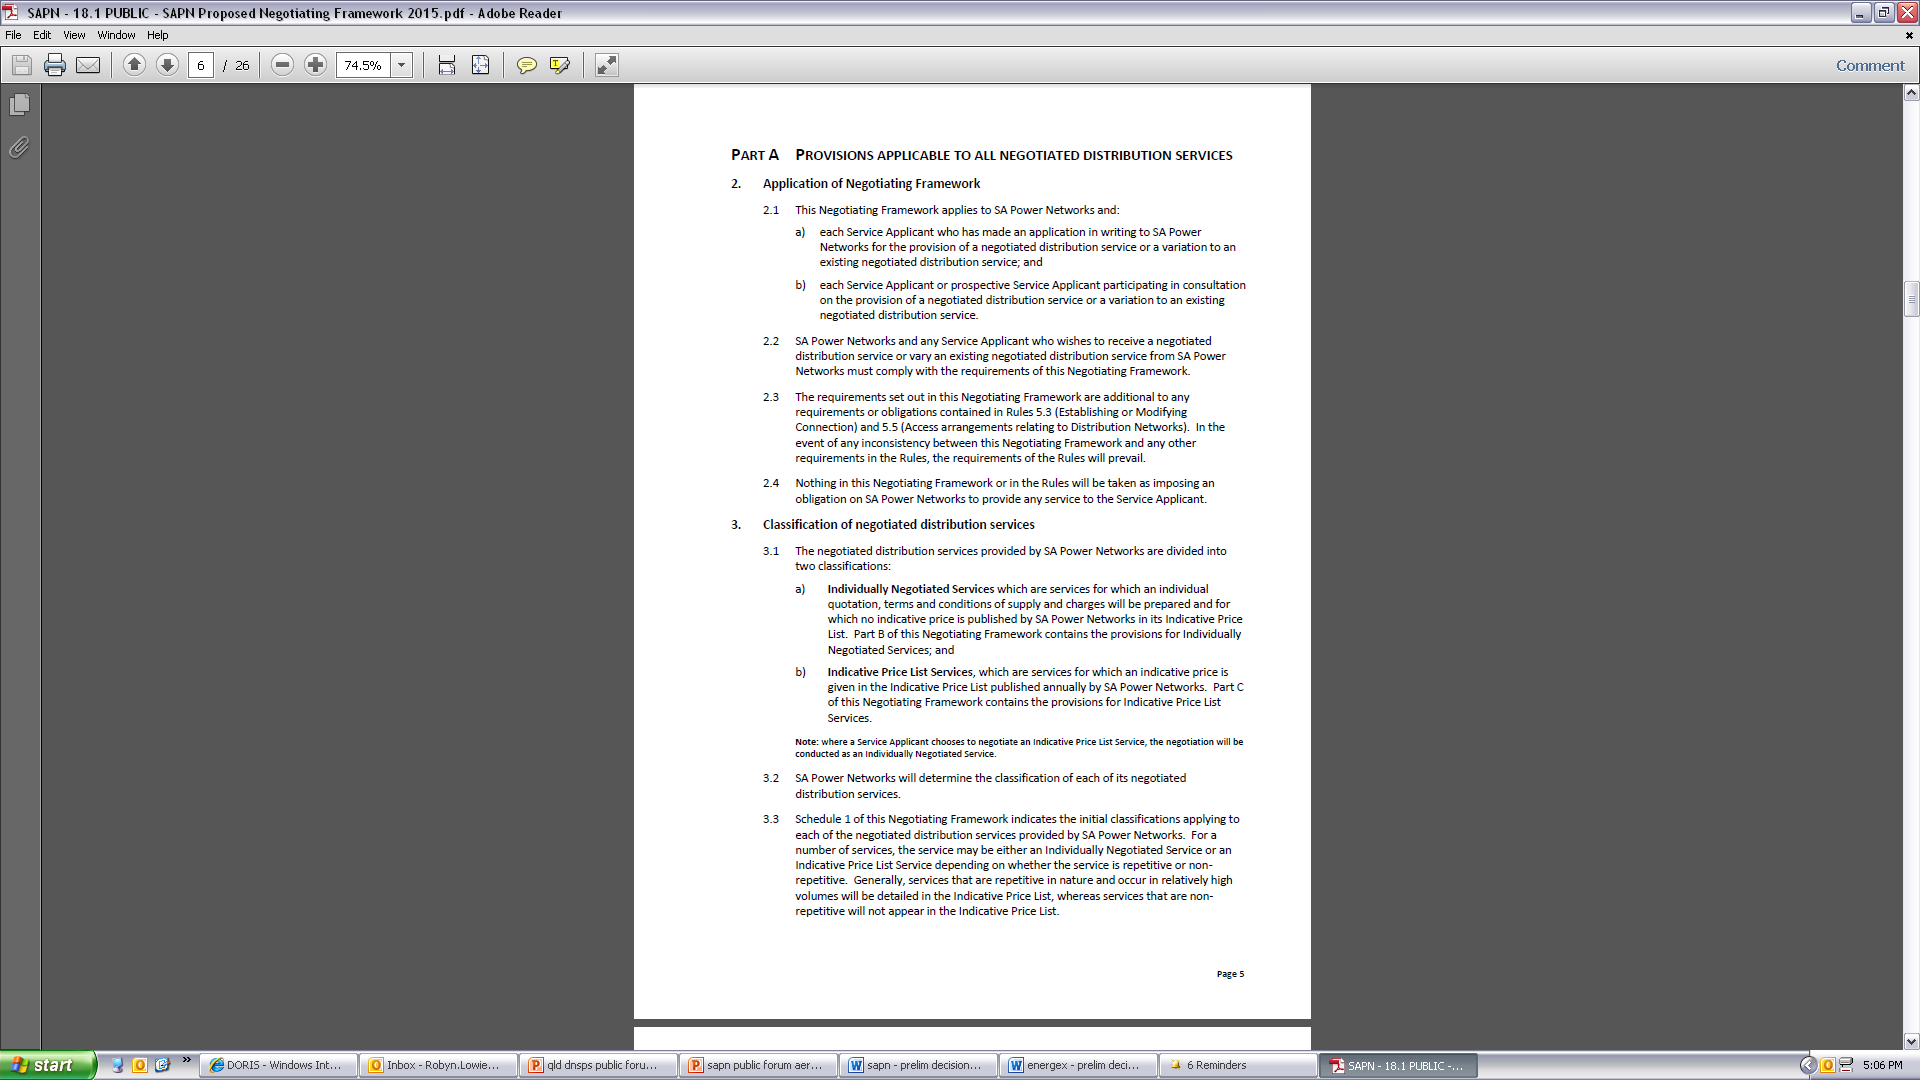 SAPN - 18.1 PUBLIC - SAPN Proposed Negotiating Framework 2015.pdf - Adobe Reader
File Edit View Window Help
6 / 26 74.5% Comment
PART A PROVISIONS APPLICABLE TO ALL NEGOTIATED DISTRIBUTION SERVICES
2. Application of Negotiating Framework
2.1 This Negotiating Framework applies to SA Power Networks and:
a) each Service Applicant who has made an application in writing to SA Power
Networks for the provision of a negotiated distribution service or a variation to an
existing negotiated distribution service; and
b) each Service Applicant or prospective Service Applicant participating in consultation
on the provision of a negotiated distribution service or a variation to an existing
negotiated distribution service.
2.2 SA Power Networks and any Service Applicant who wishes to receive a negotiated
distribution service or vary an existing negotiated distribution service from SA Power
Networks must comply with the requirements of this Negotiating Framework.
2.3 The requirements set out in this Negotiating Framework are additional to any
requirements or obligations contained in Rules 5.3 (Establishing or Modifying
Connection) and 5.5 (Access arrangements relating to Distribution Networks). In the
event of any inconsistency between this Negotiating Framework and any other
requirements in the Rules, the requirements of the Rules will prevail.
2.4 Nothing in this Negotiating Framework or in the Rules will be taken as imposing an
obligation on SA Power Networks to provide any service to the Service Applicant.
3. Classification of negotiated distribution services
3.1 The negotiated distribution services provided by SA Power Networks are divided into
two classifications:
a) Individually Negotiated Services which are services for which an individual
quotation, terms and conditions of supply and charges will be prepared and for
which no indicative price is published by SA Power Networks in its Indicative Price
List. Part B of this Negotiating Framework contains the provisions for Individually
Negotiated Services; and
b) Indicative Price List Services, which are services for which an indicative price is
given in the Indicative Price List published annually by SA Power Networks. Part C
of this Negotiating Framework contains the provisions for Indicative Price List
Services.
Note: where a Service Applicant chooses to negotiate an Indicative Price List Service, the negotiation will be
conducted as an Individually Negotiated Service.
3.2 SA Power Networks will determine the classification of each of its negotiated
distribution services.
3.3 Schedule 1 of this Negotiating Framework indicates the initial classifications applying to
each of the negotiated distribution services provided by SA Power Networks. For a
number of services, the service may be either an Individually Negotiated Service or an
Indicative Price List Service depending on whether the service is repetitive or non-
repetitive. Generally, services that are repetitive in nature and occur in relatively high
volumes will be detailed in the Indicative Price List, whereas services that are non-
repetitive will not appear in the Indicative Price List.
Page 5
start DORIS - Windows Int... Inbox - Robyn.Lowie... qld dnsps public foru... sapn public forum aer... sapn - prelim decision... energex - prelim deci... 6 Reminders SAPN - 18.1 PUBLIC -... 5:06 PM